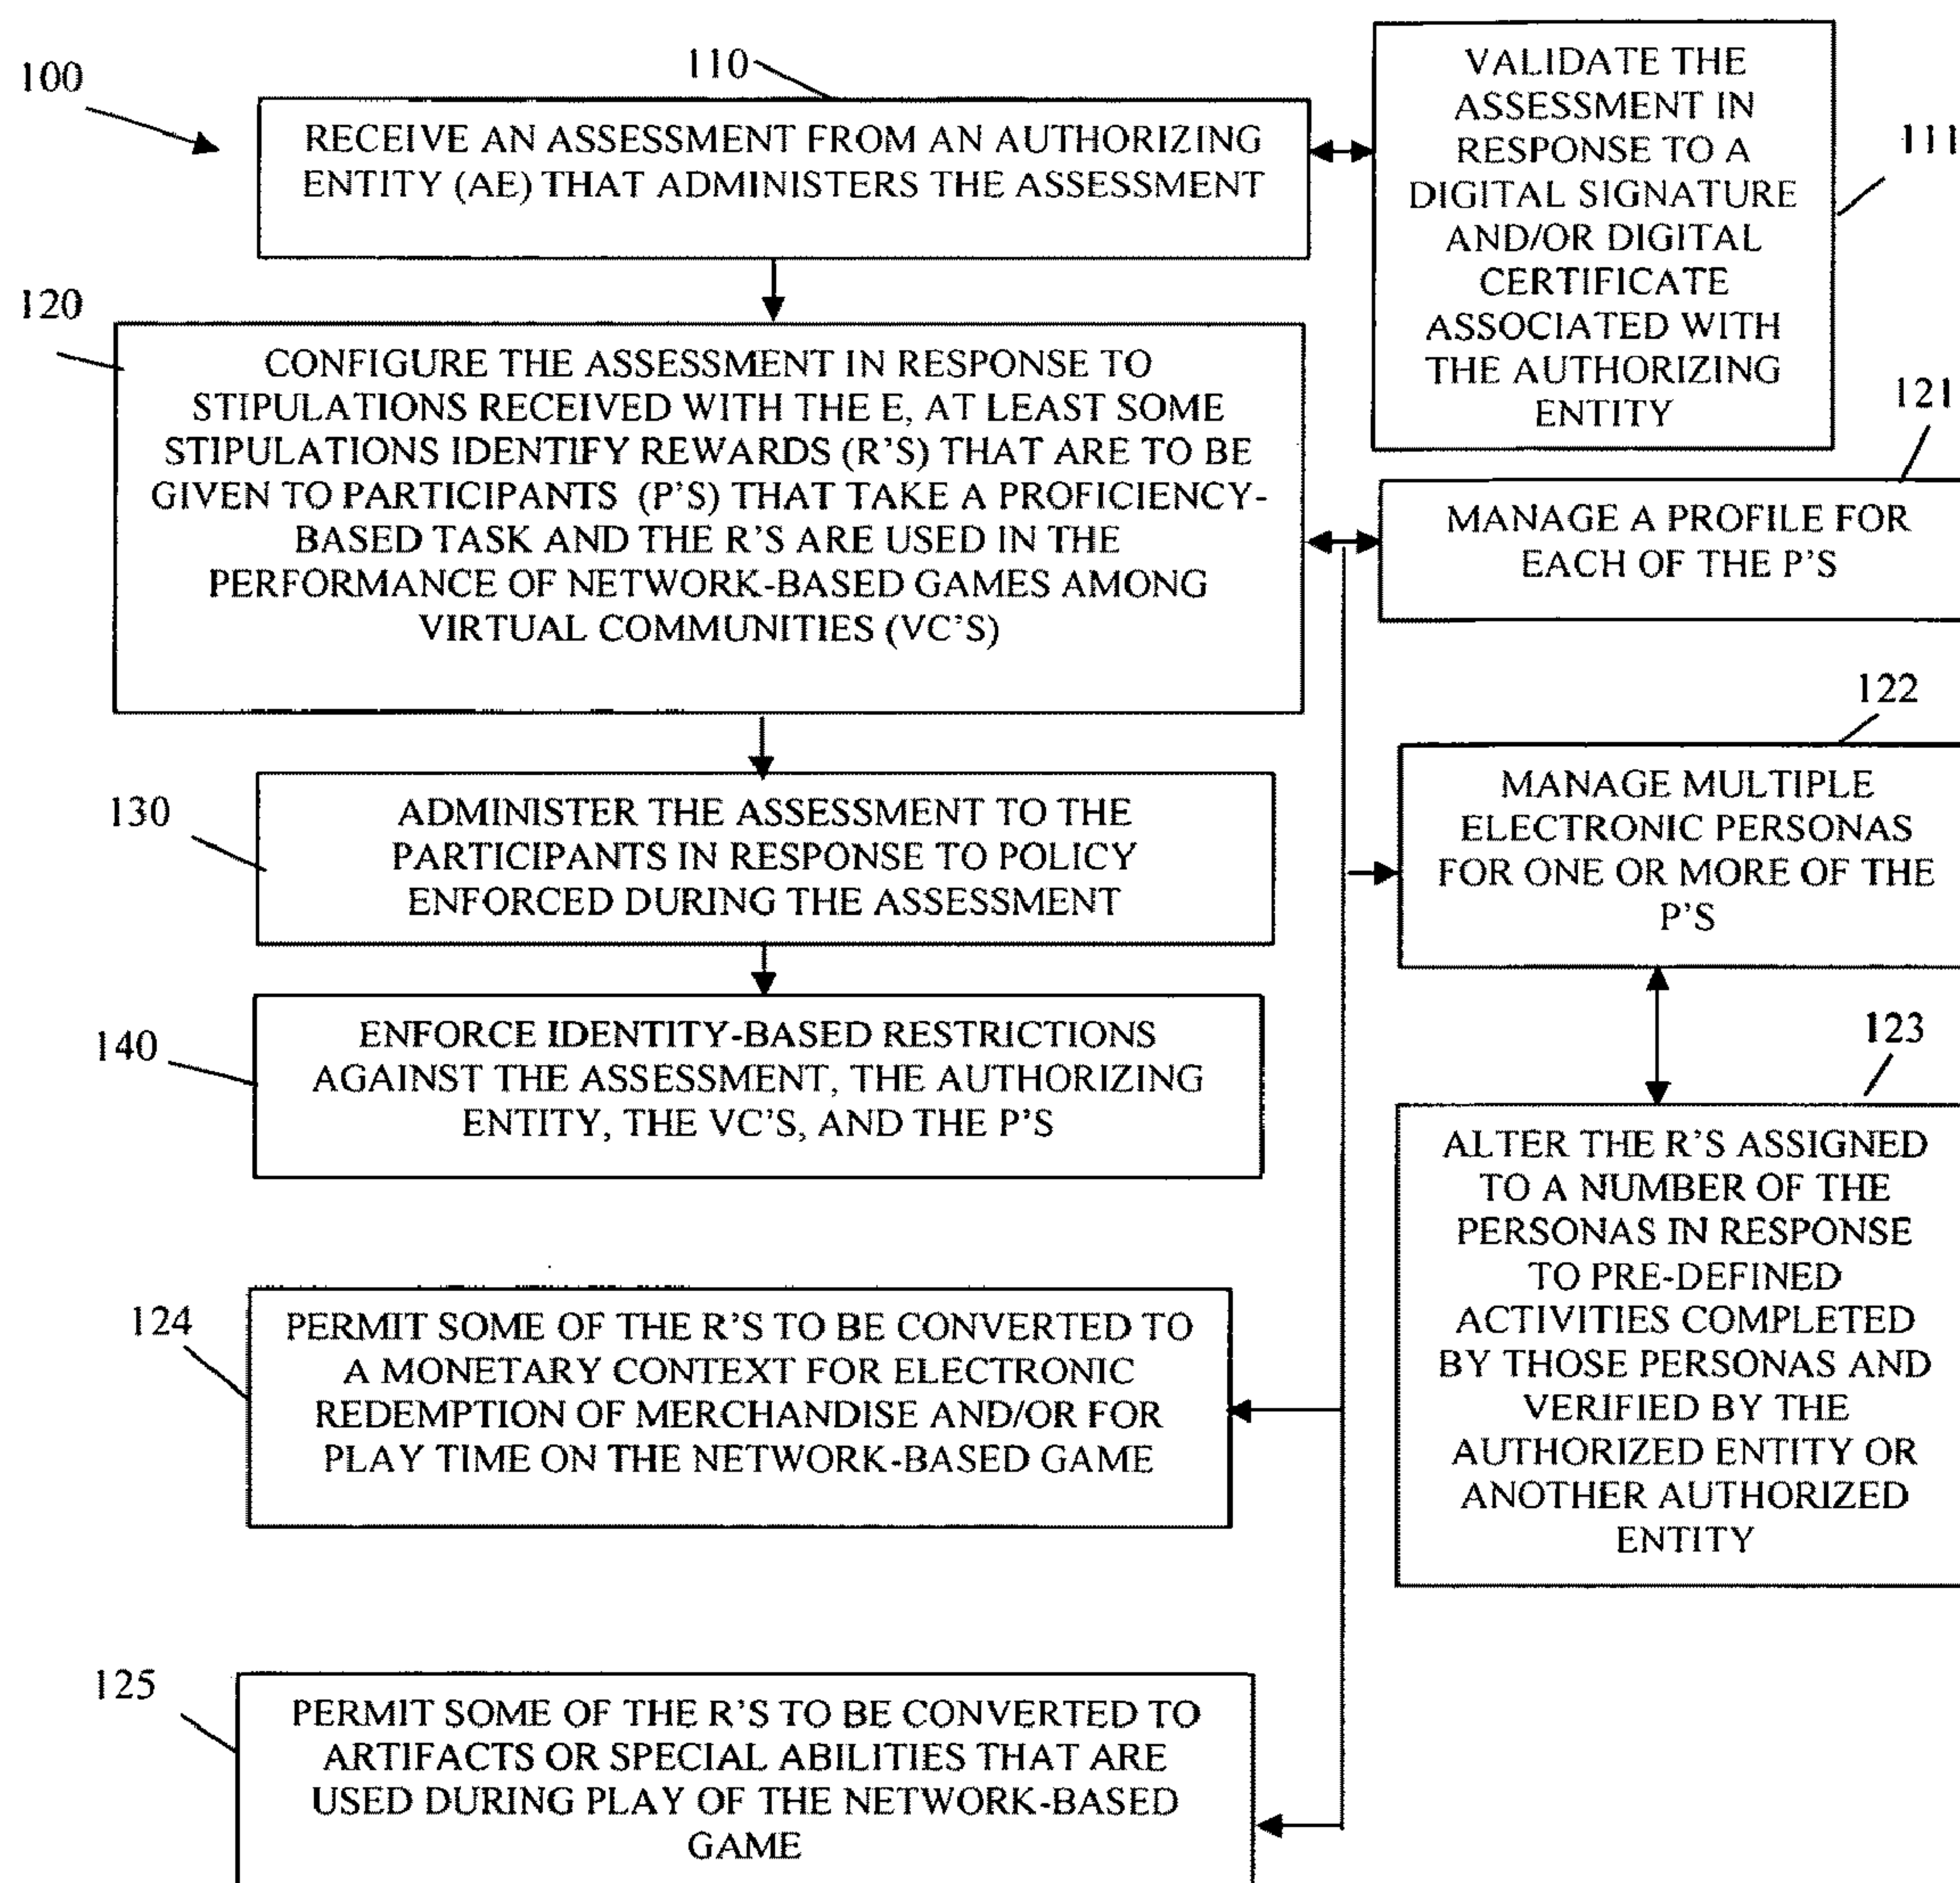 100
110
RECEIVE AN ASSESSMENT FROM AN AUTHORIZING
ENTITY (AE) THAT ADMINISTERS THE ASSESSMENT
VALIDATE THE
ASSESSMENT IN
RESPONSE TO A
DIGITAL SIGNATURE
AND/OR DIGITAL
CERTIFICATE
ASSOCIATED WITH
THE AUTHORIZING
ENTITY
111
120
CONFIGURE THE ASSESSMENT IN RESPONSE TO
STIPULATIONS RECEIVED WITH THE E, AT LEAST SOME
STIPULATIONS IDENTIFY REWARDS (R'S) THAT ARE TO BE
GIVEN TO PARTICIPANTS (P'S) THAT TAKE A PROFICIENCY-
BASED TASK AND THE R'S ARE USED IN THE
PERFORMANCE OF NETWORK-BASED GAMES AMONG
VIRTUAL COMMUNITIES (VC'S)
121
MANAGE A PROFILE FOR
EACH OF THE P'S
122
MANAGE MULTIPLE
ELECTRONIC PERSONAS
FOR ONE OR MORE OF THE
P'S
130
ADMINISTER THE ASSESSMENT TO THE
PARTICIPANTS IN RESPONSE TO POLICY
ENFORCED DURING THE ASSESSMENT
140
ENFORCE IDENTITY-BASED RESTRICTIONS
AGAINST THE ASSESSMENT, THE AUTHORIZING
ENTITY, THE VC'S, AND THE P'S
123
ALTER THE R'S ASSIGNED
TO A NUMBER OF THE
PERSONAS IN RESPONSE
TO PRE-DEFINED
ACTIVITIES COMPLETED
BY THOSE PERSONAS AND
VERIFIED BY THE
AUTHORIZED ENTITY OR
ANOTHER AUTHORIZED
ENTITY
124
PERMIT SOME OF THE R'S TO BE CONVERTED TO
A MONETARY CONTEXT FOR ELECTRONIC
REDEMPTION OF MERCHANDISE AND/OR FOR
PLAY TIME ON THE NETWORK-BASED GAME
125
PERMIT SOME OF THE R'S TO BE CONVERTED TO
ARTIFACTS OR SPECIAL ABILITIES THAT ARE
USED DURING PLAY OF THE NETWORK-BASED
GAME